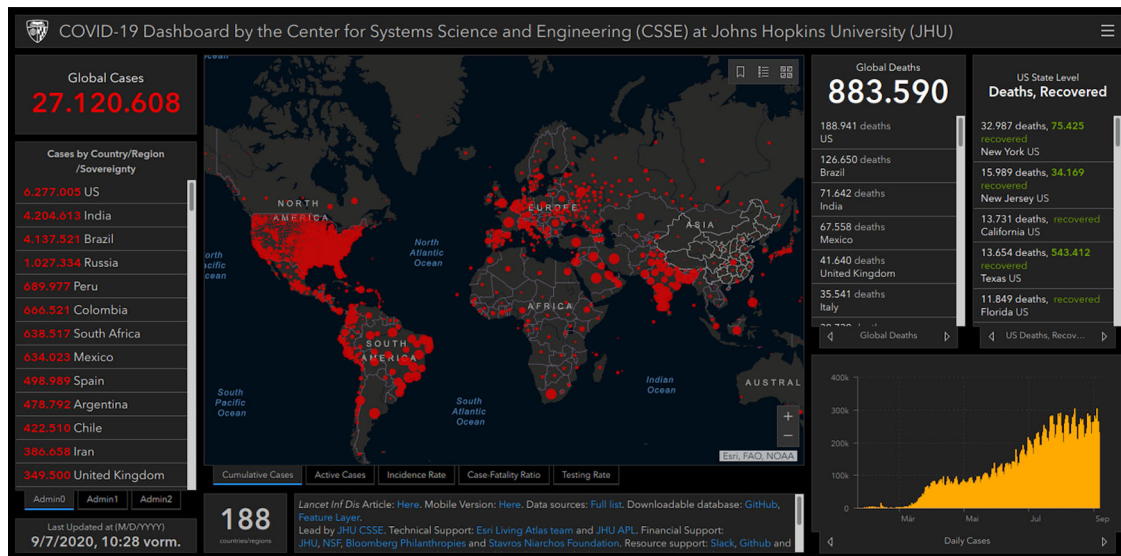 COVID-19 Dashboard by the Center for Systems Science and Engineering (CSSE) at Johns Hopkins University (JHU)
Global Cases
27.120.608
Cases by Country/Region
/Sovereignty
6.277.005 US
4.204.613 India
4.137.521 Brazil
1.027.334 Russia
689.977 Peru
666.521 Colombia
638.517 South Africa
634.023 Mexico
498.989 Spain
478.792 Argentina
422.510 Chile
386.658 Iran
349.500 United Kingdom
Admin0
Admin1
Admin2
Last Updated at (M/D/YYYY)
9/7/2020, 10:28 vorm.
ocean
NORTH
AMERICA
EUROPE
ASIA
North
Atlantic
Ocean
AFRICA
SOUTH
AMERICA
Indian
Ocean
AUSTRAL
South
Pacific
Ocean
South
Atlantic
Ocean
Esri, FAO, NOAA
Cumulative Cases
Active Cases
Incidence Rate
Case-Fatality Ratio
Testing Rate
188
countries/regions
Lancet Inf Dis Article: Here. Mobile Version: Here. Data sources: Full list. Downloadable database: GitHub,
Feature Layer.
Lead by JHU CSSE. Technical Support: Esri Living Atlas team and JHU APL. Financial Support:
JHU, NSF, Bloomberg Philanthropies and Stavros Niarchos Foundation. Resource support: Slack, Github and
Global Deaths
883.590
188.941 deaths
US
126.650 deaths
Brazil
71.642 deaths
India
67.558 deaths
Mexico
41.640 deaths
United Kingdom
35.541 deaths
Italy
Global Deaths
US State Level
Deaths, Recovered
32.987 deaths, 75.425
recovered
New York US
15.989 deaths, 34.169
recovered
New Jersey US
13.731 deaths, recovered
California US
13.654 deaths, 543.412
recovered
Texas US
11.849 deaths, recovered
Florida US
US Deaths, Recov...
400k
300k
200k
100k
0
Mär
Mai
Jul
Sep
Daily Cases